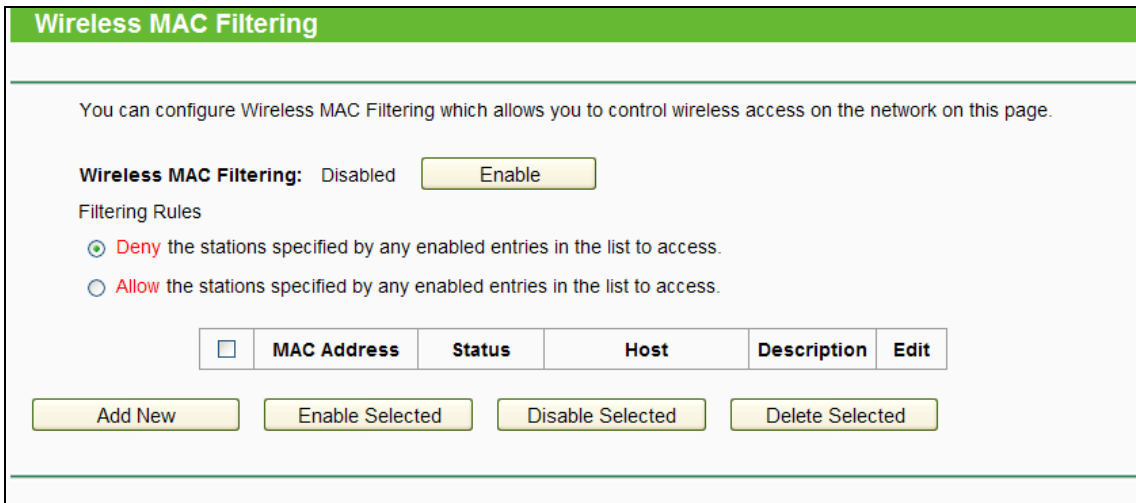 Wireless MAC Filtering
You can configure Wireless MAC Filtering which allows you to control wireless access on the network on this page.
Wireless MAC Filtering: Disabled Enable
Filtering Rules
Deny the stations specified by any enabled entries in the list to access.
Allow the stations specified by any enabled entries in the list to access.
MAC Address Status Host Description Edit
Add New Enable Selected Disable Selected Delete Selected